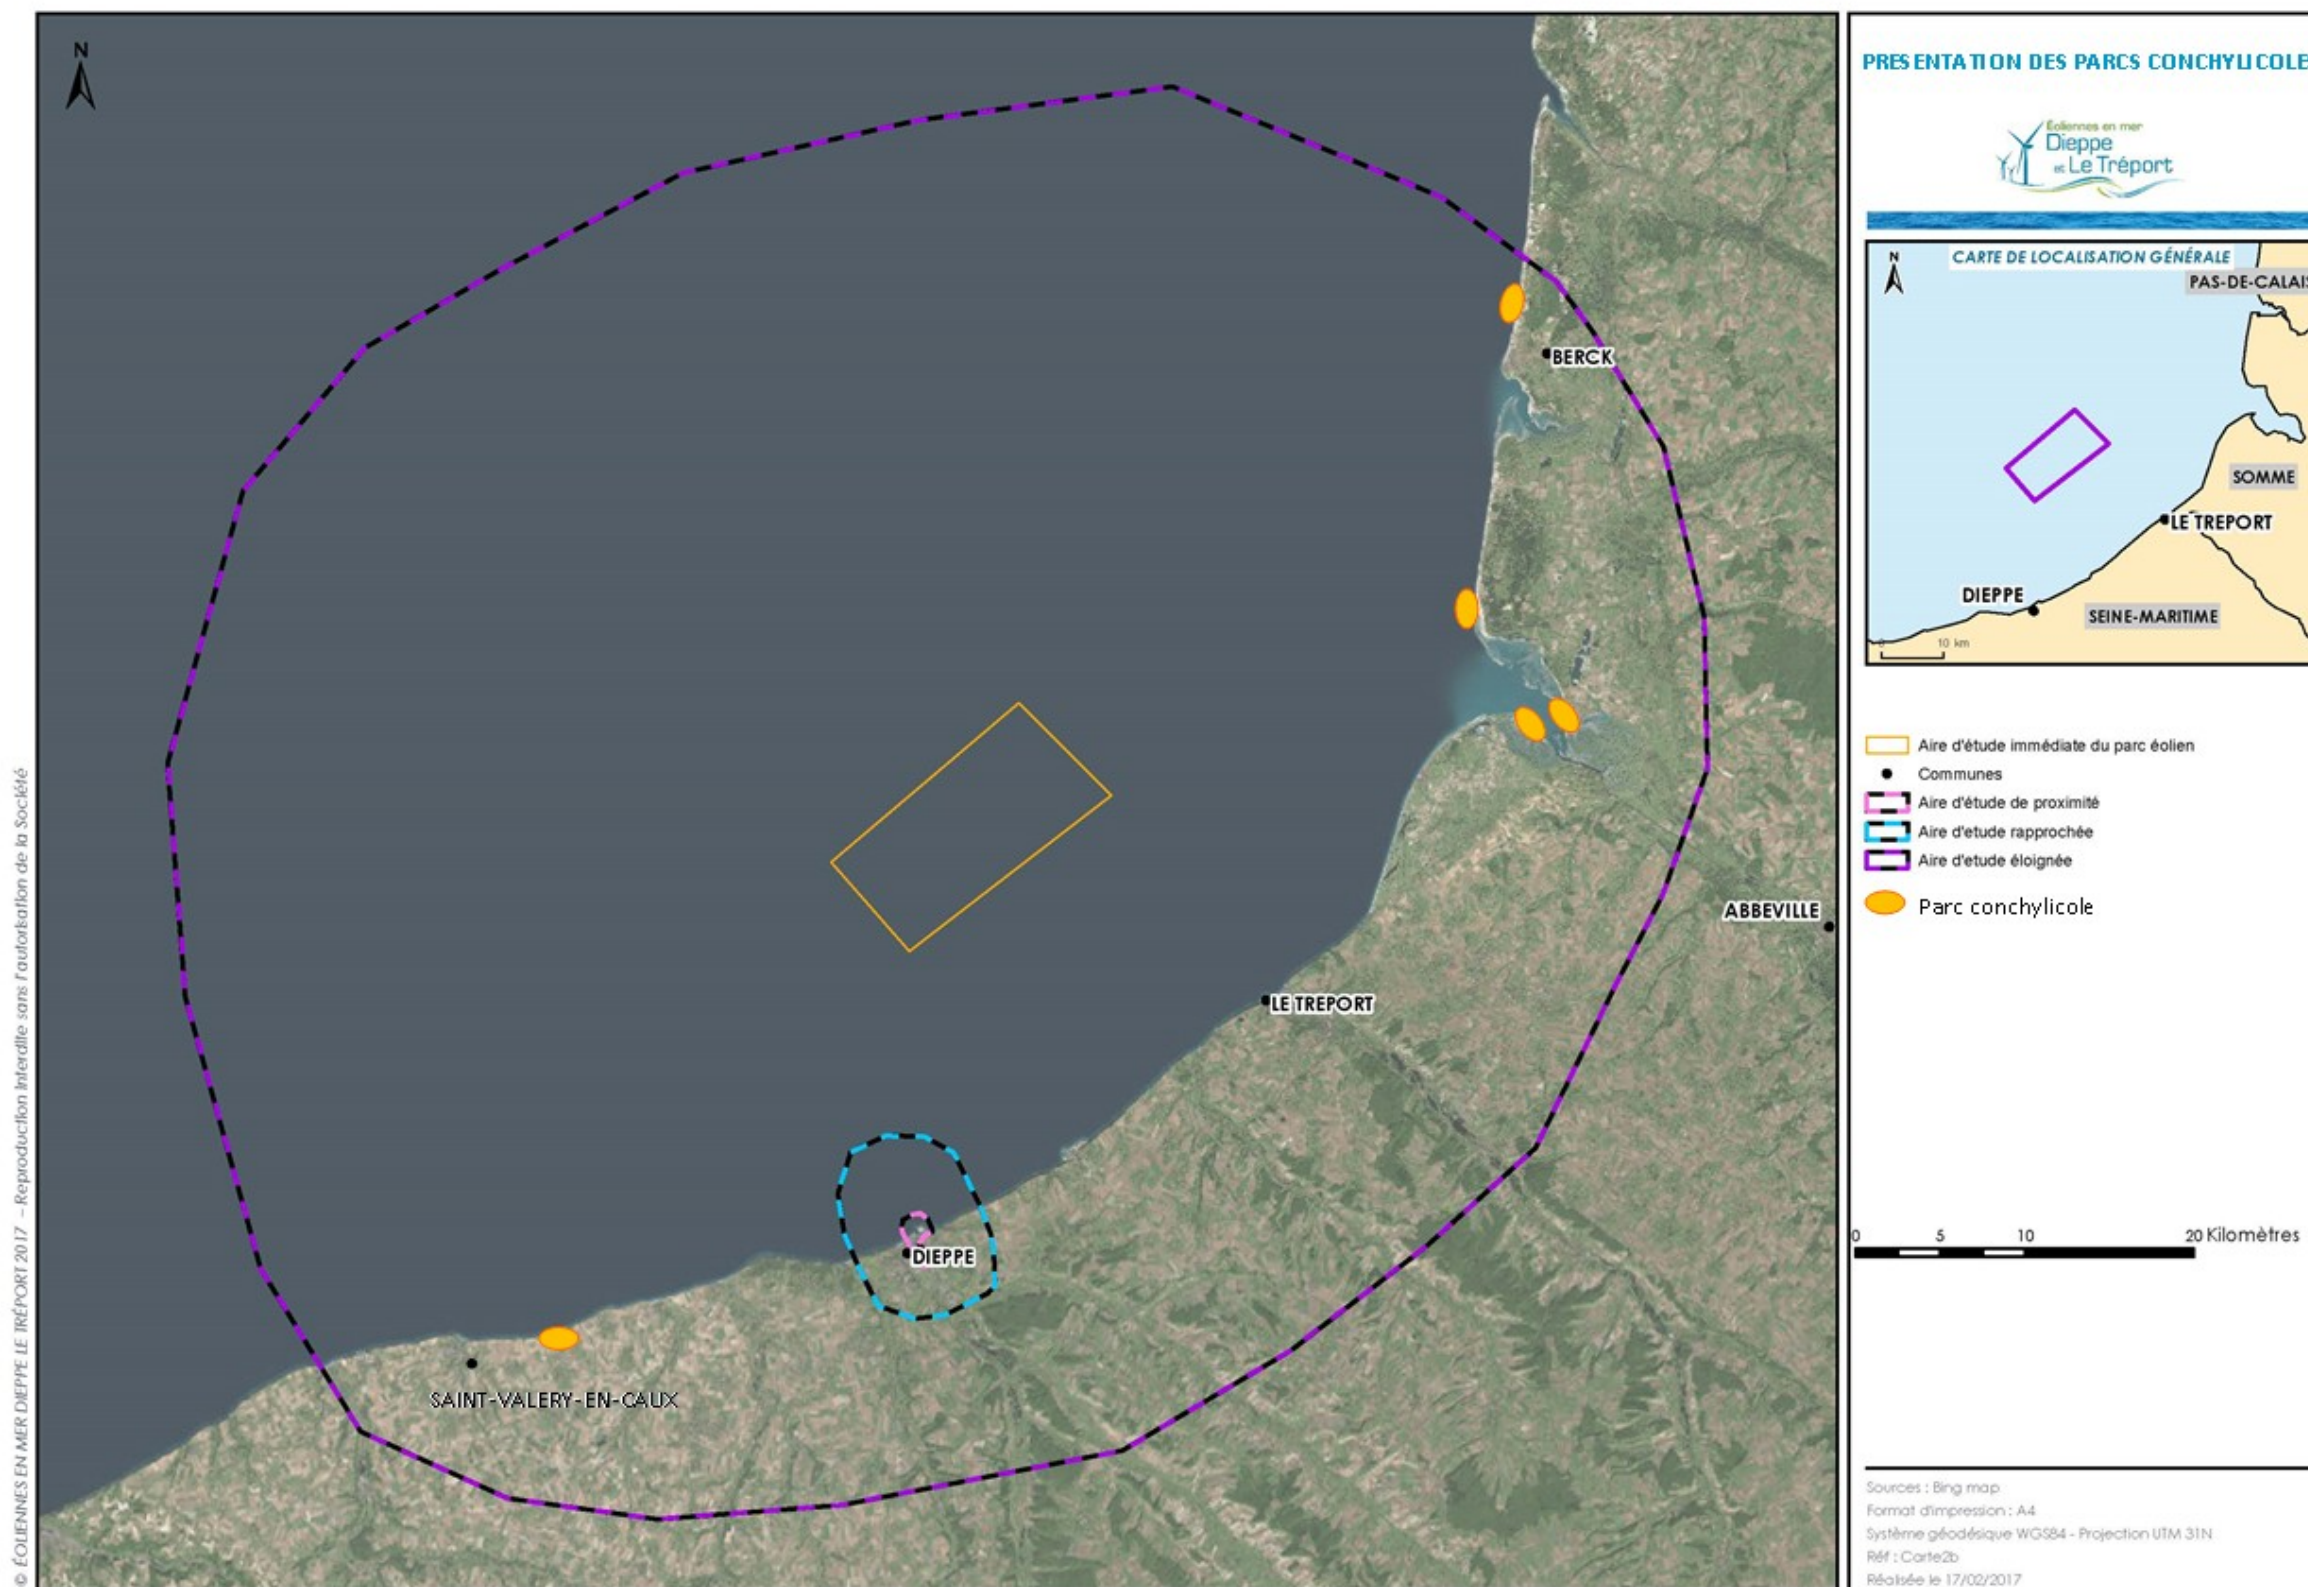 N
BERCK
ABBEVILLE
LE TREPORT
DIEPPE
SAINT-VALERY-EN-CAUX
© ÉOLIENNES EN MER DIEPPE LE TRÉPORT 2017 – Reproduction interdite sans l'autorisation de la Société
PRESENTATION DES PARCS CONCHYLICOLE
Éoliennes en mer
Dieppe
et Le Tréport
CARTE DE LOCALISATION GÉNÉRALE
N
PAS-DE-CALAIS
SOMME
LE TREPORT
DIEPPE
SEINE-MARITIME
0 10 km
Aire d'étude immédiate du parc éolien
Communes
Aire d'étude de proximité
Aire d'etude rapprochée
Aire d'etude éloignée
Parc conchylicole
0 5 10 20 Kilomètres
Sources : Bing map
Format d'impression : A4
Système géodésique WGS84 - Projection UTM 31N
Réf : Carte2b
Réalisée le 17/02/2017